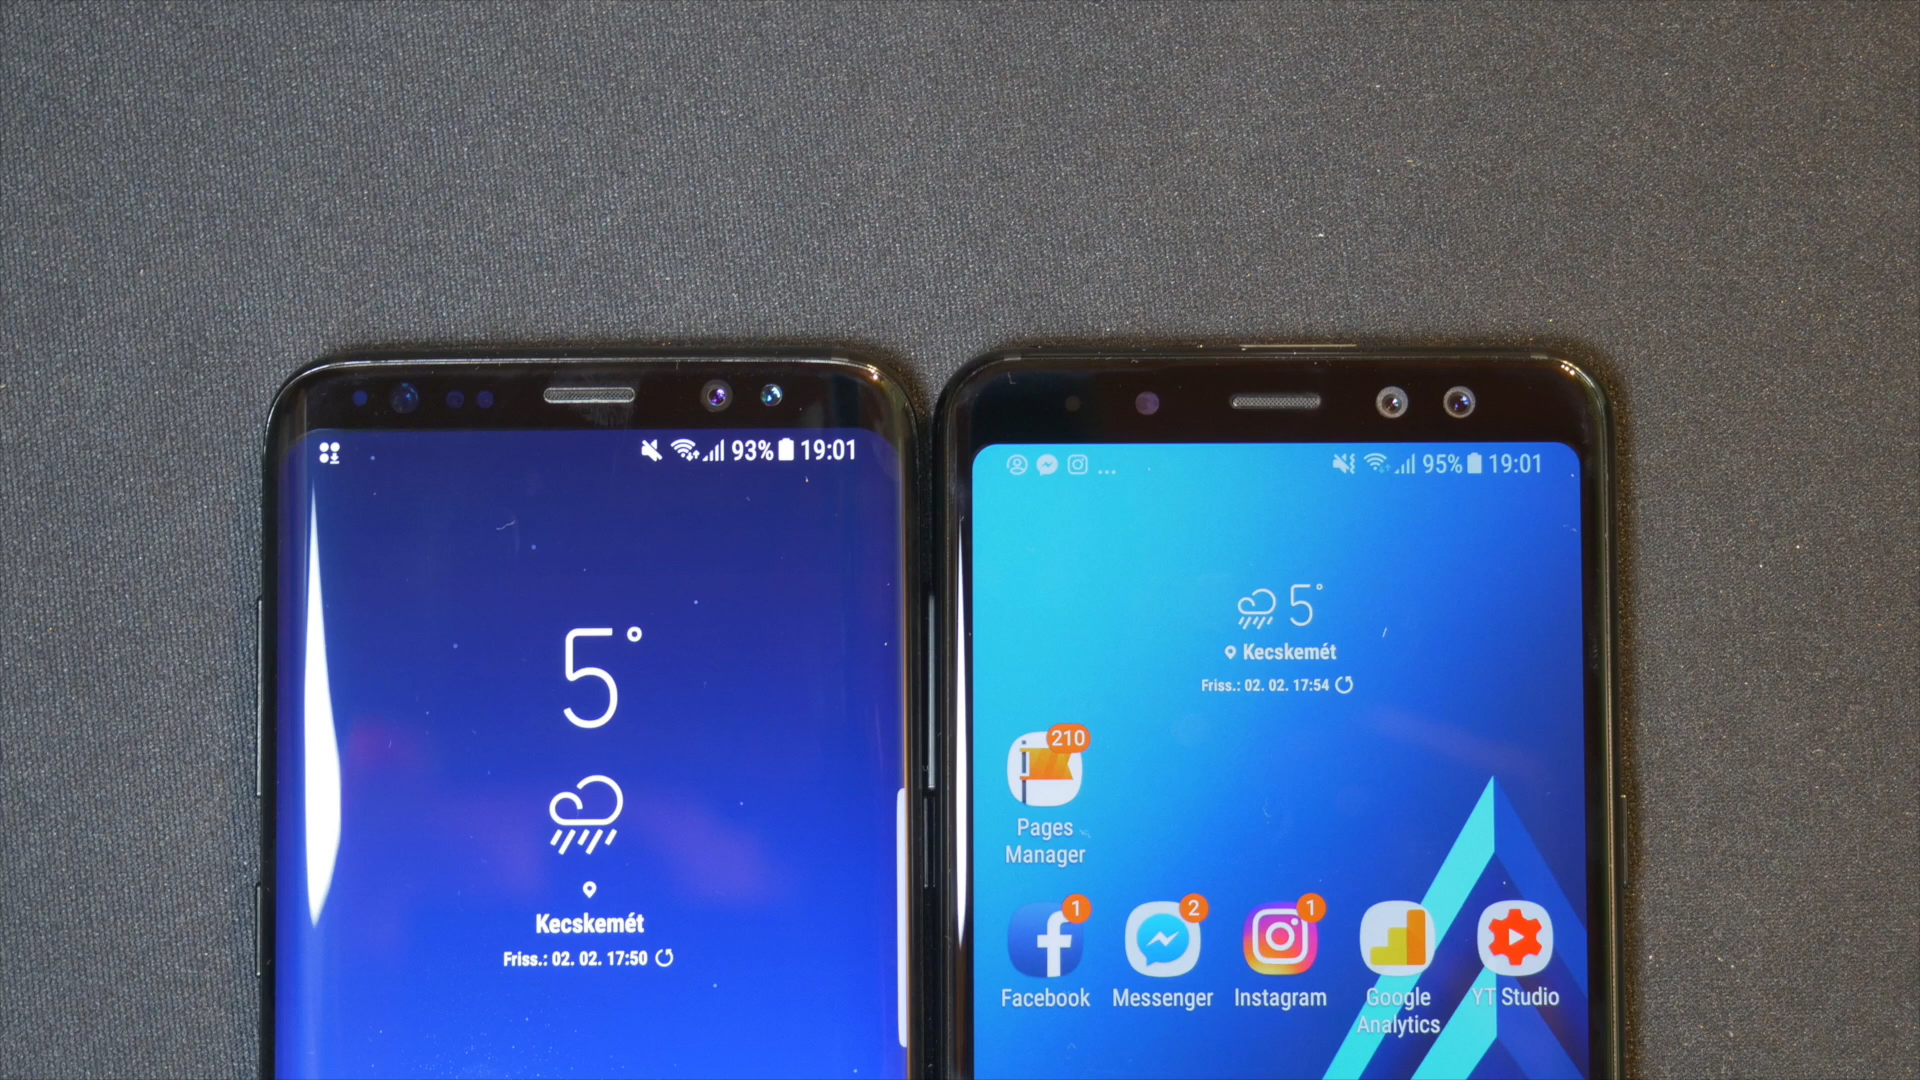 93% 19:01
5°
Kecskemét
Friss.: 02. 02. 17:50
... 95% 19:01
5°
Kecskemét
Friss.: 02. 02. 17:54
210
Pages
Manager
1 2 1
Facebook Messenger Instagram Google YT Studio
Analytics